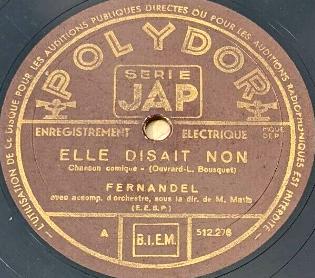 L'UTILISATION DE CE DISQUE POUR LES AUDITIONS PUBLIQUES DIRECTES OU POUR LES AUDITIONS RADIOPHONIQUES EST INTERDITE
POLYDOR
SERIE
JAP
ENREGISTREMENT ELECTRIQUE
ELLE DISAIT NON
Chanson comique - (Ouvrard-L. Bousquet)
FERNANDEL
avec accomp. d'orchestre, sous la dir. de M.
A
B.I.E.M.
512.276